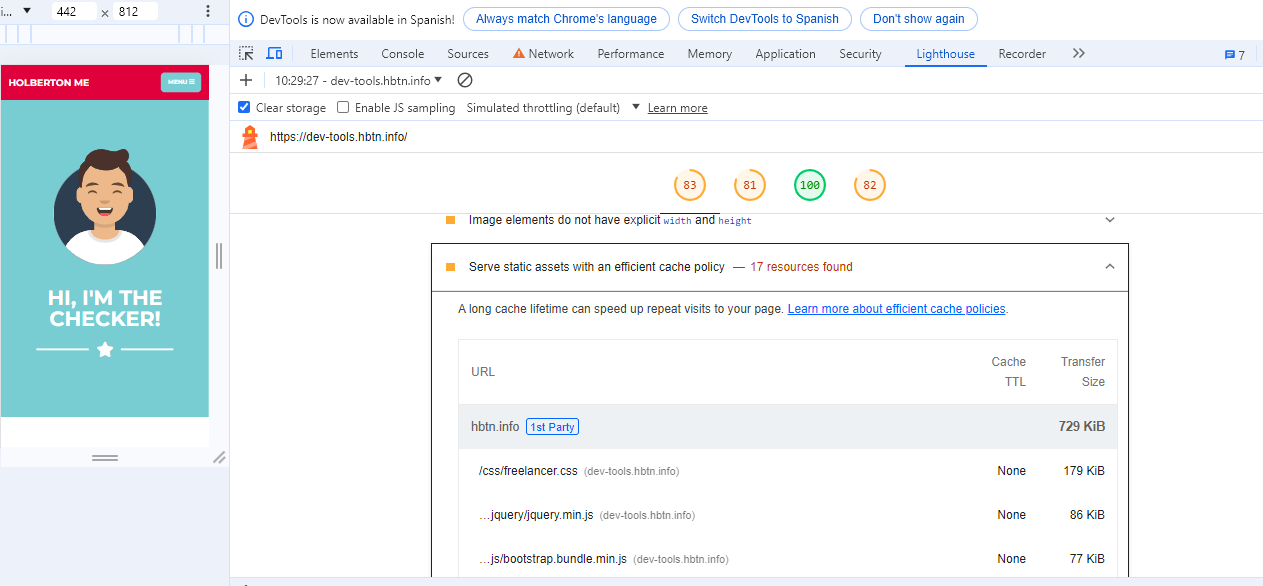 i... 442 × 812
DevTools is now available in Spanish! Always match Chrome's language Switch DevTools to Spanish Don't show again
Elements Console Sources Network Performance Memory Application Security Lighthouse Recorder 7
10:29:27 - dev-tools.hbtn.info
Clear storage Enable JS sampling Simulated throttling (default) Learn more
https://dev-tools.hbtn.info/
HOLBERTON ME MENU
HI, I'M THE
CHECKER!
83 81 100 82
Image elements do not have explicit width and height
Serve static assets with an efficient cache policy — 17 resources found
A long cache lifetime can speed up repeat visits to your page. Learn more about efficient cache policies.
URL Cache TTL Transfer Size
hbtn.info 1st Party 729 KiB
/css/freelancer.css (dev-tools.hbtn.info) None 179 KiB
…jquery/jquery.min.js (dev-tools.hbtn.info) None 86 KiB
…js/bootstrap.bundle.min.js (dev-tools.hbtn.info) None 77 KiB